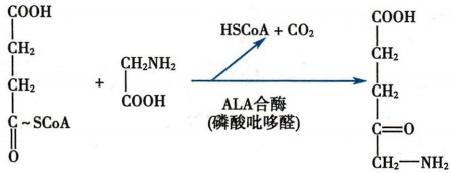 COOH
CH₂
CH₂
C~SCoA
O
+
CH₂NH₂
COOH
HSCoA + CO₂
ALA合酶
(磷酸吡哆醛)
COOH
CH₂
CH₂
C=O
CH₂—NH₂